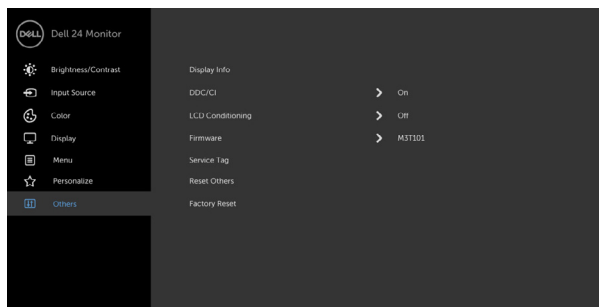 DELL Dell 24 Monitor
Brightness/Contrast Display Info
Input Source DDC/CI On
Color LCD Conditioning Off
Display Firmware M3T101
Menu Service Tag
Personalize Reset Others
Others Factory Reset